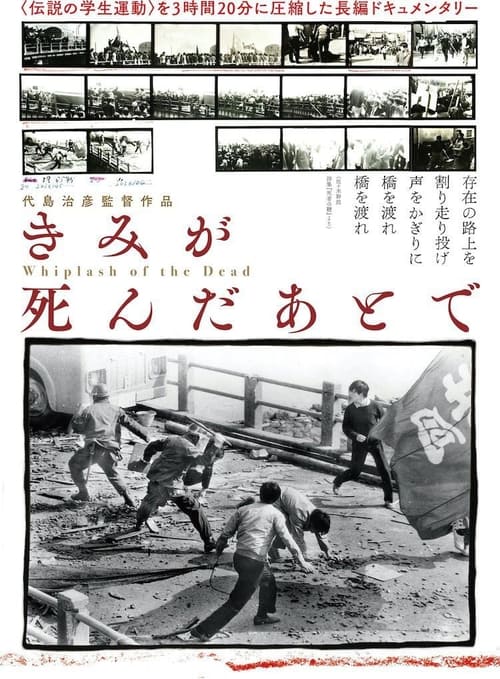 〈伝説の学生運動〉を3時間20分に圧縮した長編ドキュメンタリー
存在の路上を
割り走り投げ
声をかぎりに
橋を渡れ
橋を渡れ
代島治彦監督作品
きみが
Whiplash of the Dead
死んだあとで